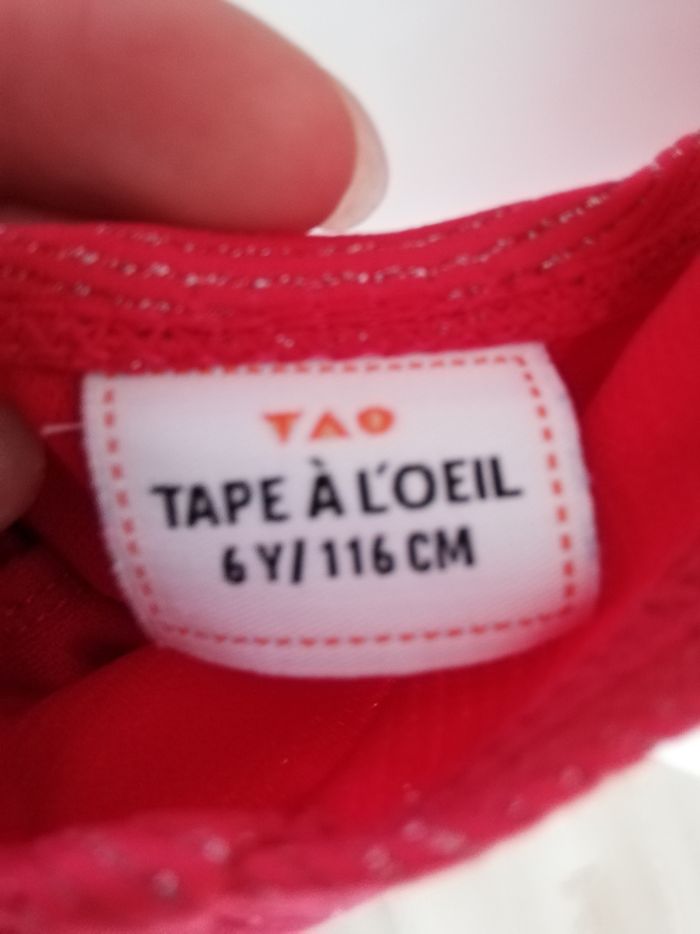 TAO
TAPE À L'OEIL
6 Y/ 116 CM